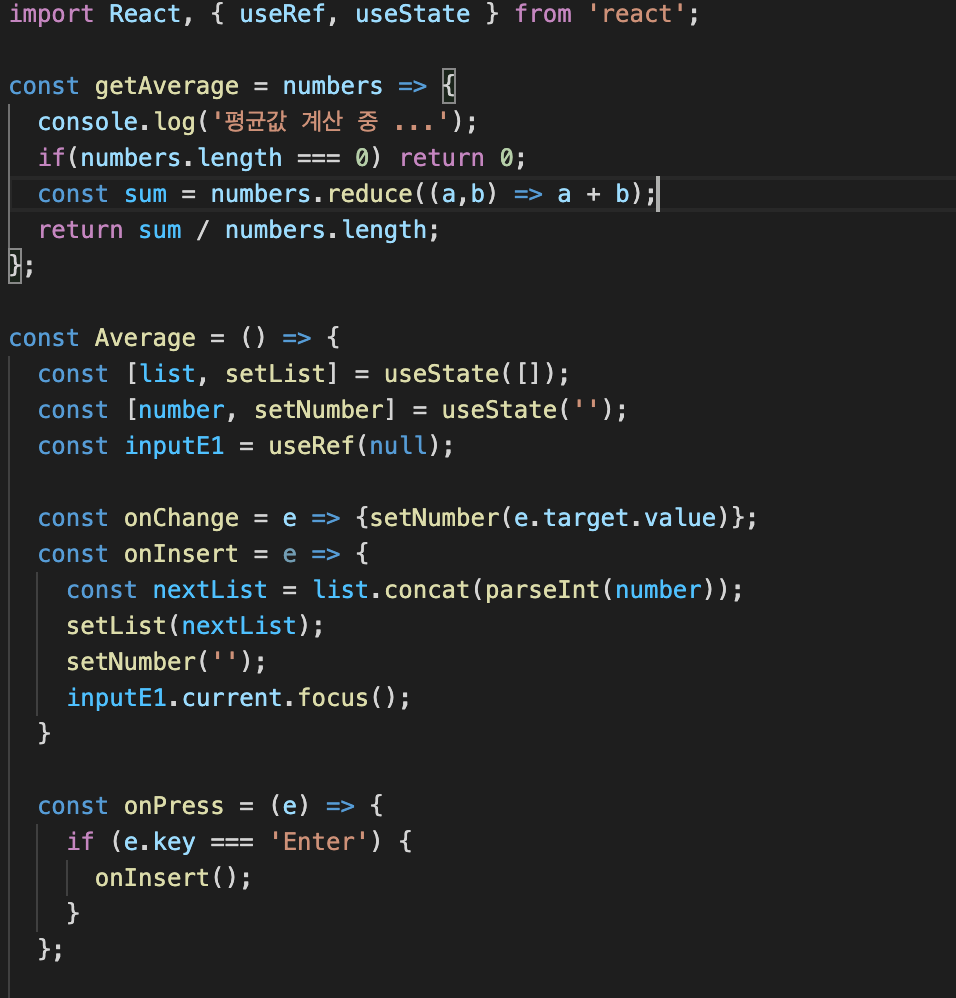 import React, { useRef, useState } from 'react';
const getAverage = numbers => {
console.log('평균값 계산 중 ...');
if(numbers.length === 0) return 0;
const sum = numbers.reduce((a,b) => a + b);
return sum / numbers.length;
};
const Average = () => {
const [list, setList] = useState([]);
const [number, setNumber] = useState('');
const inputE1 = useRef(null);
const onChange = e => {setNumber(e.target.value)};
const onInsert = e => {
const nextList = list.concat(parseInt(number));
setList(nextList);
setNumber('');
inputE1.current.focus();
}
const onPress = (e) => {
if (e.key === 'Enter') {
onInsert();
}
};